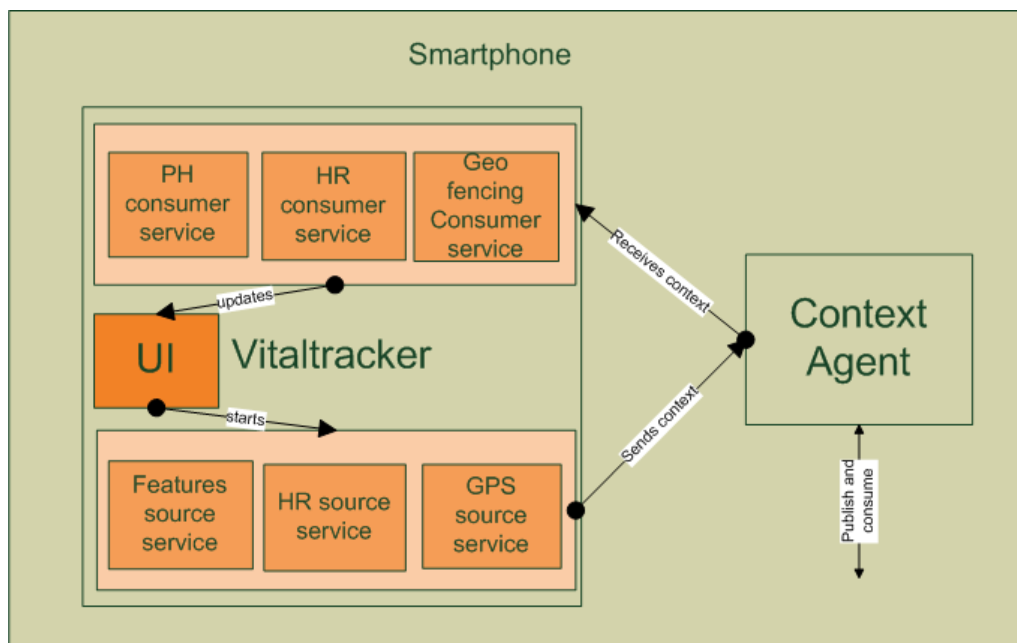 Smartphone
PH
consumer
service
HR
consumer
service
Geo
fencing
Consumer
service
Receives context
updates
UI
Vitaltracker
Context
Agent
starts
Sends context
Features
source
service
HR source
service
GPS
source
service
Publish and
consume